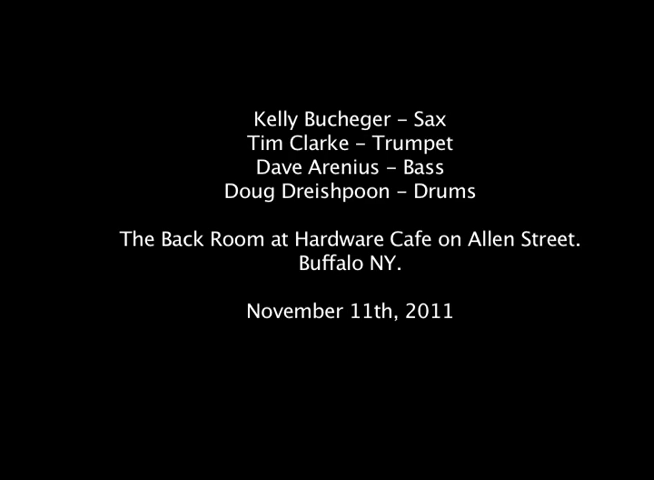 Kelly Bucheger - Sax
Tim Clarke - Trumpet
Dave Arenius - Bass
Doug Dreishpoon - Drums
The Back Room at Hardware Cafe on Allen Street.
Buffalo NY.
November 11th, 2011